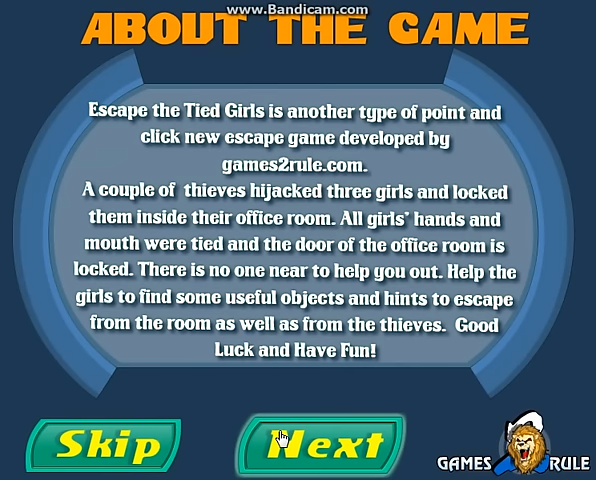 www.Bandicam.com
ABOUT THE GAME
Escape the Tied Girls is another type of point and
click new escape game developed by
games2rule.com.
A couple of thieves hijacked three girls and locked
them inside their office room. All girls' hands and
mouth were tied and the door of the office room is
locked. There is no one near to help you out. Help the
girls to find some useful objects and hints to escape
from the room as well as from the thieves. Good
Luck and Have Fun!
Skip
Next
GAMES 2 RULE